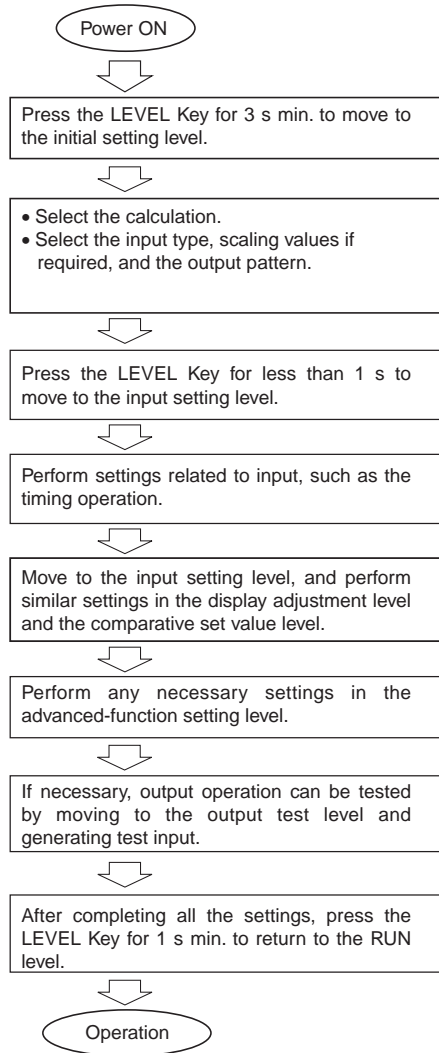 Power ON
Press the LEVEL Key for 3 s min. to move to
the initial setting level.
• Select the calculation.
• Select the input type, scaling values if
required, and the output pattern.
Press the LEVEL Key for less than 1 s to
move to the input setting level.
Perform settings related to input, such as the
timing operation.
Move to the input setting level, and perform
similar settings in the display adjustment level
and the comparative set value level.
Perform any necessary settings in the
advanced-function setting level.
If necessary, output operation can be tested
by moving to the output test level and
generating test input.
After completing all the settings, press the
LEVEL Key for 1 s min. to return to the RUN
level.
Operation